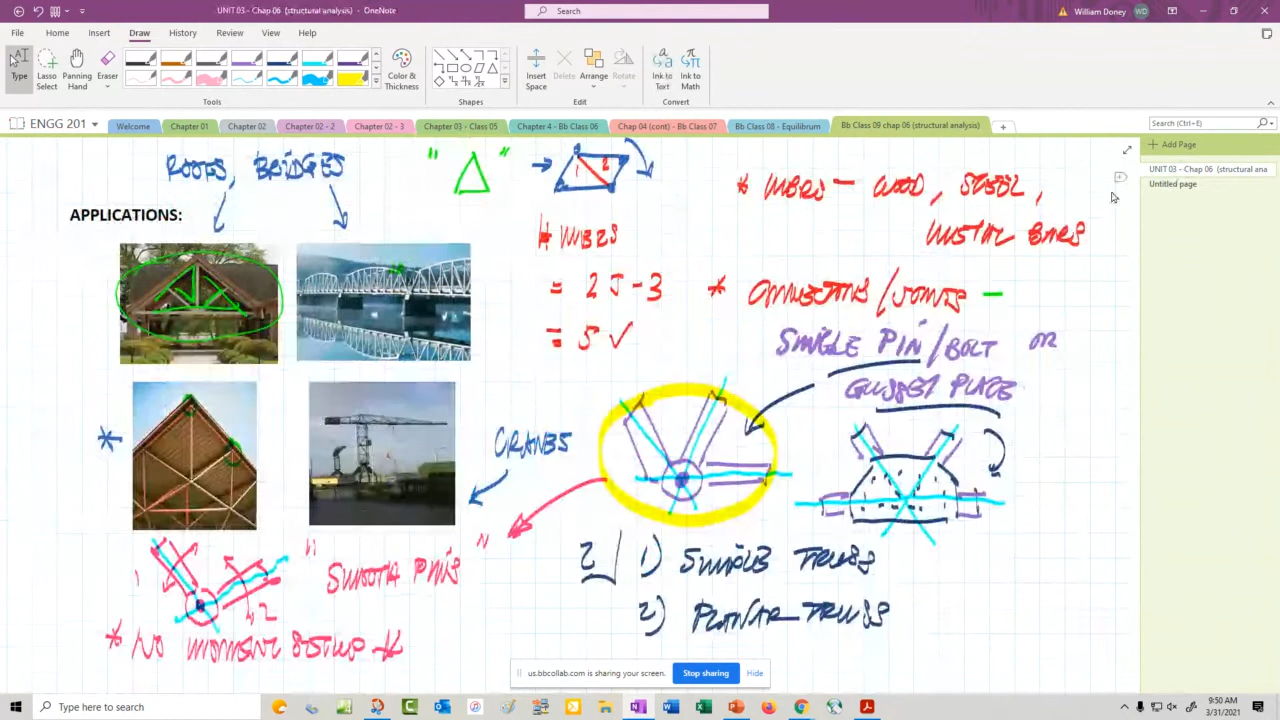 UNIT 03 - Chap 06 (structural analysis) - OneNote
Search
William Doney
WD
File
Home
Insert
Draw
History
Review
View
Help
Type
Lasso Select
Panning Hand
Eraser
Color & Thickness
Insert Space
Delete
Arrange
Rotate
Ink to Text
Ink to Math
Tools
Shapes
Edit
Convert
ENGG 201
Welcome
Chapter 01
Chapter 02
Chapter 02 - 2
Chapter 02 - 3
Chapter 03 - Class 05
Chapter 4 - Bb Class 06
Chap 04 (cont) - Bb Class 07
Bb Class 08 - Equilibrum
Bb Class 09 chap 06 (structural analysis)
Search (Ctrl+E)
Add Page
UNIT 03 - Chap 06 (structural ana
Untitled page
ROOFS, BRIDGES
" Δ "
1 2
* MBRS - WOOD, STEEL,
METAL BARS
APPLICATIONS:
# MBRS
= 2J - 3
= 5 ✓
* CONNECTIONS/JOINTS -
SINGLE PIN/BOLT OR
GUSSET PLATE
*
CRANES
" SMOOTH PINS "
1
2
* NO MOMENT SETUP
2 1) SIMPLE TRUSS
2) PLANAR TRUSS
us.bbcollab.com is sharing your screen.
Stop sharing
Hide
Type here to search
9:50 AM
3/31/2021